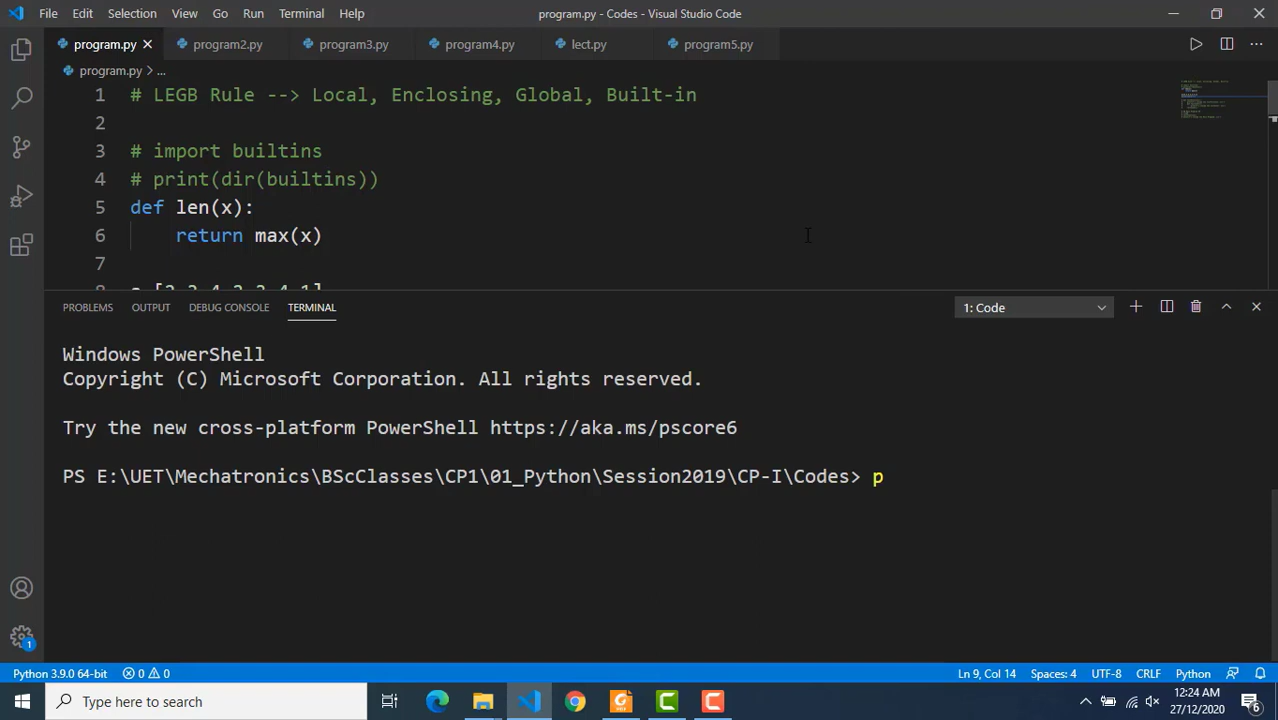 File Edit Selection View Go Run Terminal Help program.py - Codes - Visual Studio Code
program.py program2.py program3.py program4.py lect.py program5.py
program.py > ...
1 # LEGB Rule --> Local, Enclosing, Global, Built-in
2
3 # import builtins
4 # print(dir(builtins))
5 def len(x):
6 return max(x)
7
PROBLEMS OUTPUT DEBUG CONSOLE TERMINAL 1: Code
Windows PowerShell
Copyright (C) Microsoft Corporation. All rights reserved.
Try the new cross-platform PowerShell https://aka.ms/pscore6
PS E:\UET\Mechatronics\BScClasses\CP1\01_Python\Session2019\CP-I\Codes> p
1
Python 3.9.0 64-bit 0 0 Ln 9, Col 14 Spaces: 4 UTF-8 CRLF Python
Type here to search 12:24 AM
27/12/2020 6